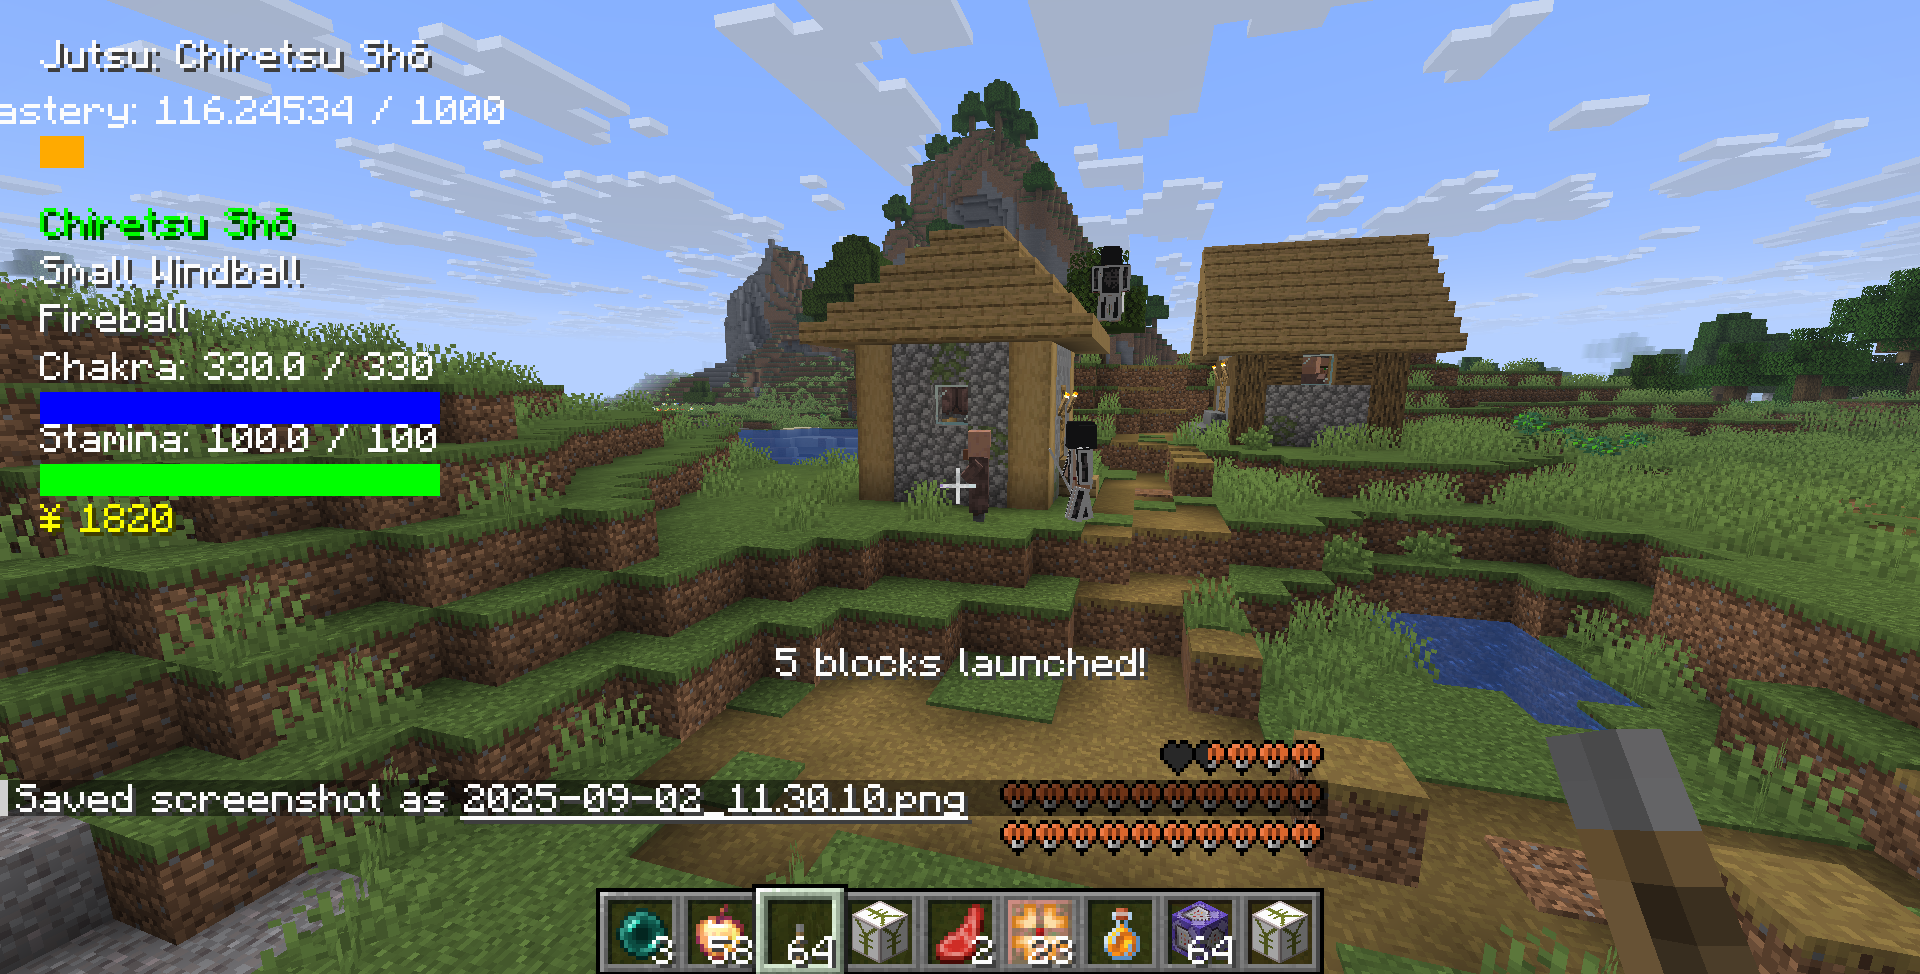 Jutsu: Chiretsu Shō
astery: 116.24534 / 1000
Chiretsu Shō
Small Windball
Fireball
Chakra: 330.0 / 330
Stamina: 100.0 / 100
¥ 1820
5 blocks launched!
Saved screenshot as 2025-09-02_11.30.10.png
3 58 64 2 28 64